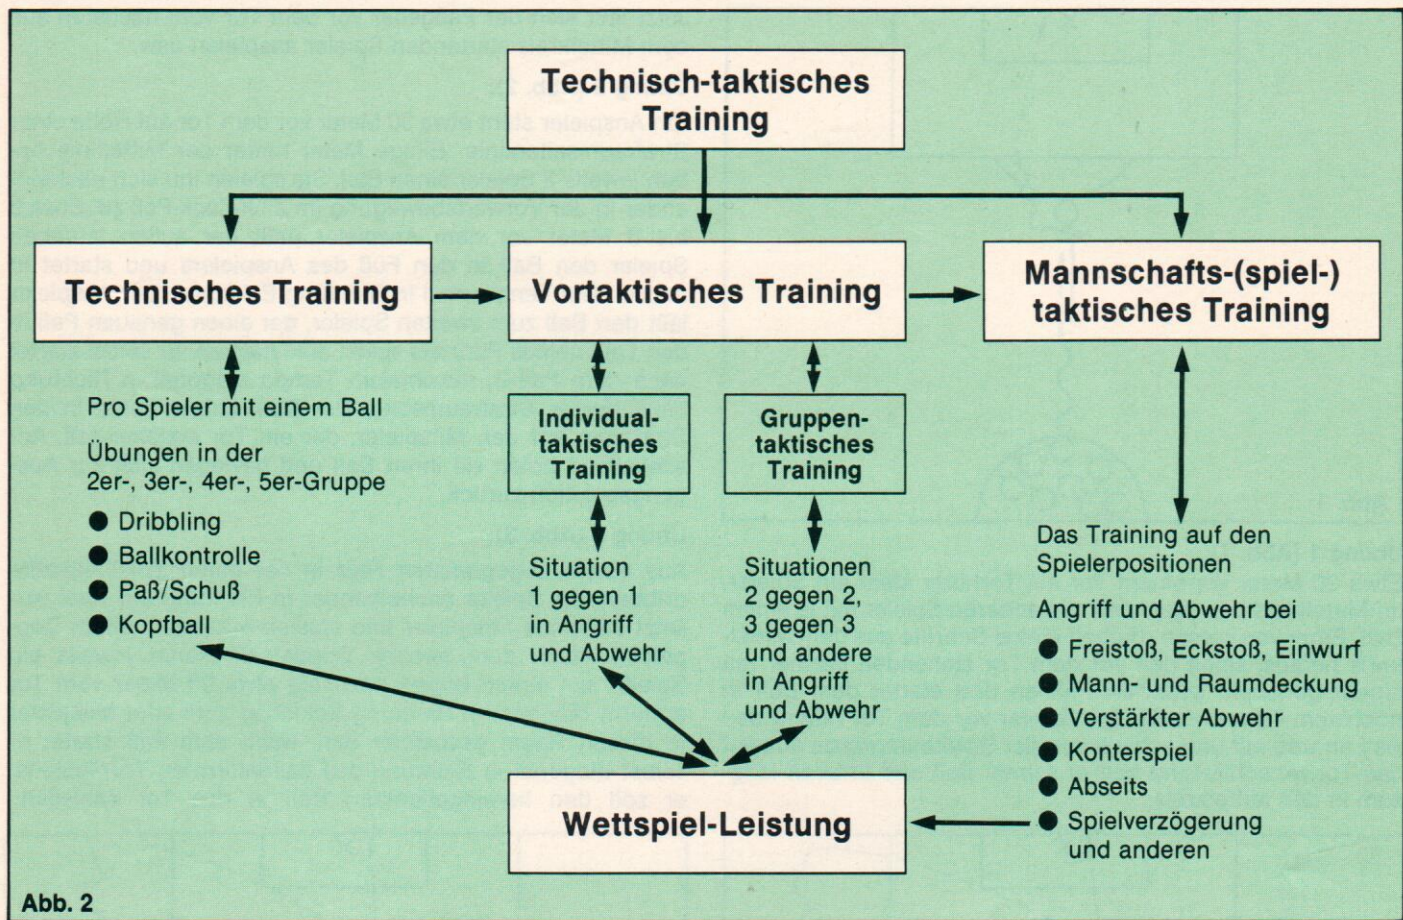 Technisch-taktisches
Training
Technisches Training
Vortaktisches Training
Mannschafts-(spiel-)
taktisches Training
Pro Spieler mit einem Ball
Übungen in der
2er-, 3er-, 4er-, 5er-Gruppe
● Dribbling
● Ballkontrolle
● Paß/Schuß
● Kopfball
Individual-
taktisches
Training
Situation
1 gegen 1
in Angriff
und Abwehr
Gruppen-
taktisches
Training
Situationen
2 gegen 2,
3 gegen 3
und andere
in Angriff
und Abwehr
Das Training auf den
Spielerpositionen
Angriff und Abwehr bei
● Freistoß, Eckstoß, Einwurf
● Mann- und Raumdeckung
● Verstärkter Abwehr
● Konterspiel
● Abseits
● Spielverzögerung
und anderen
Wettspiel-Leistung
Abb. 2